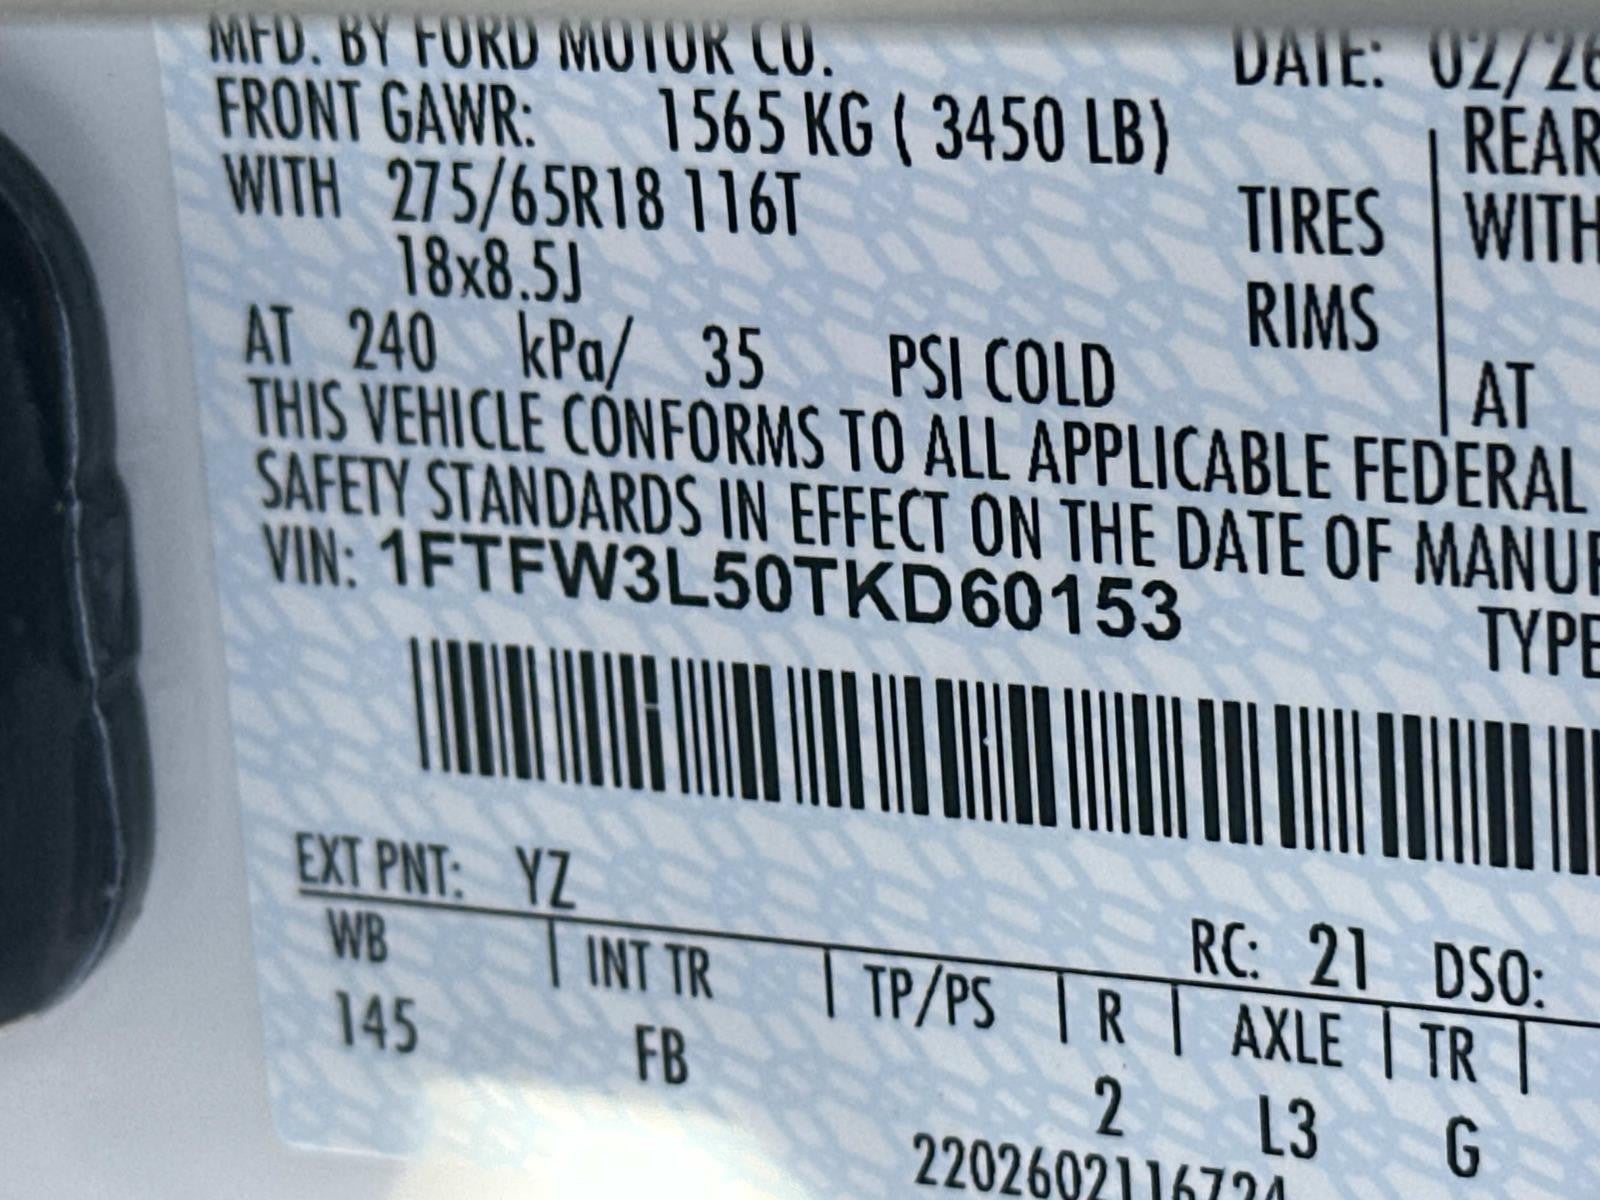 MFD. BY FORD MOTOR CO. DATE: 02/26
FRONT GAWR: 1565 KG ( 3450 LB) REAR
WITH 275/65R18 116T TIRES WITH
18x8.5J RIMS
AT 240 kPa/ 35 PSI COLD AT
THIS VEHICLE CONFORMS TO ALL APPLICABLE FEDERAL
SAFETY STANDARDS IN EFFECT ON THE DATE OF MANUF
VIN: 1FTFW3L50TKD60153
TYPE
EXT PNT: YZ RC: 21 DSO:
WB INT TR TP/PS R AXLE TR
145 FB 2 L3 G
2202602116724